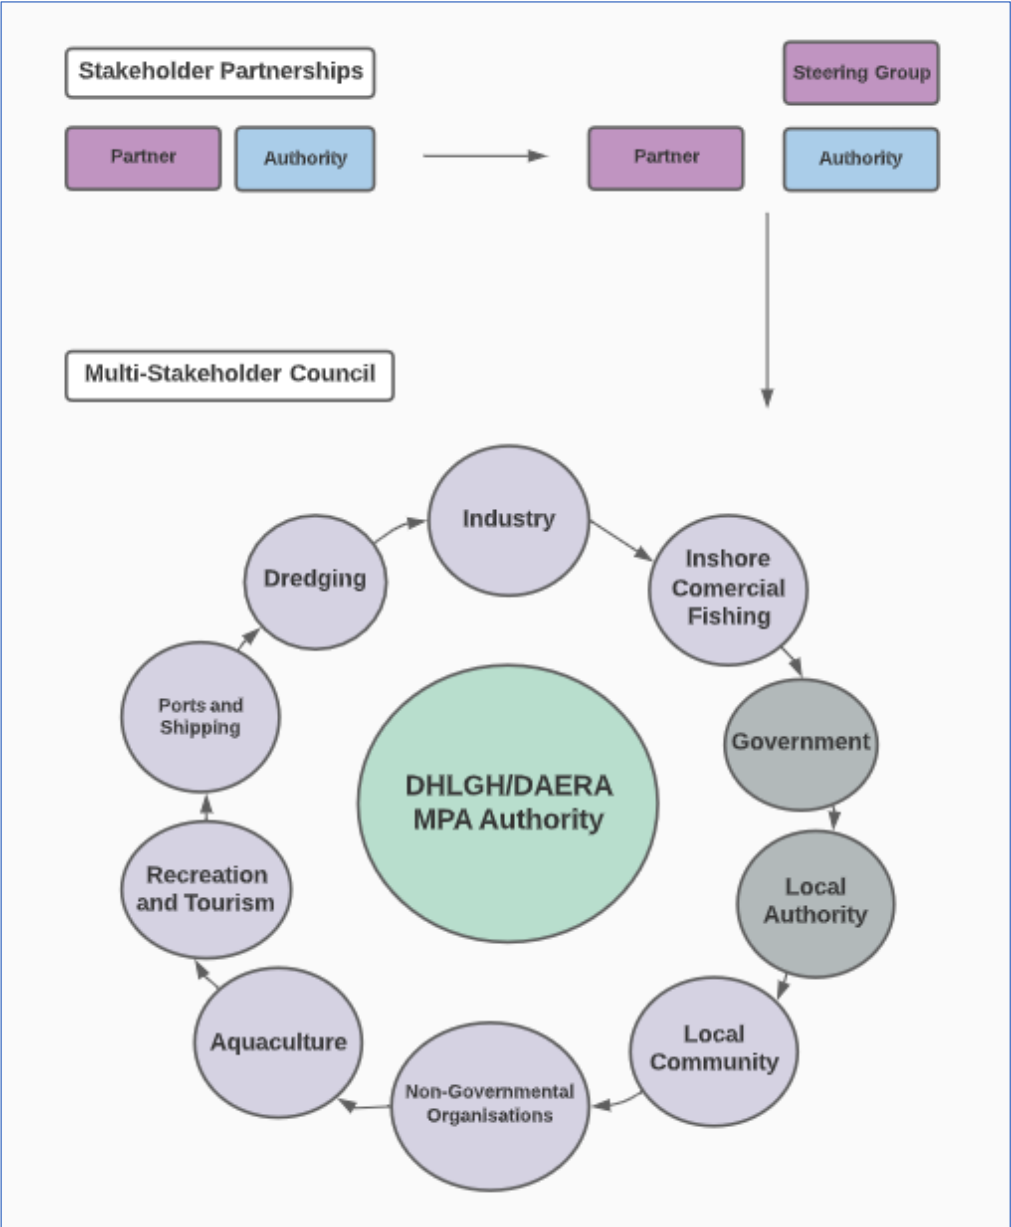 Stakeholder Partnerships
Steering Group
Partner
Authority
Partner
Authority
Multi-Stakeholder Council
Industry
Inshore
Comercial
Fishing
Government
Local
Authority
Local
Community
Non-Governmental
Organisations
Aquaculture
Recreation
and Tourism
Ports and
Shipping
Dredging
DHLGH/DAERA
MPA Authority